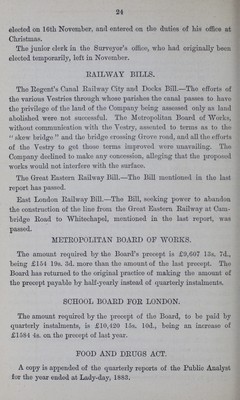 24
elected on 16th November, and entered on the duties of his office at
Christmas.
The junior clerk in the Surveyor's office, who had originally been
elected temporarily, left in November.
RAILWAY BILLS.
The Regent's Canal Railway City and Docks Bill.—The efforts of
the various Vestries through whose parishes the canal passes to have
the privilege of the land of the Company being assessed only as land
abolished were not successful. The Metropolitan Board of Works,
without communication with the Vestry, assented to terms as to the
"skew bridge" and the bridge crossing Grove road, and all the efforts
of the Vestry to get those terms improved were unavailing. The
Company declined to make any concession, alleging that the proposed
works would not interfere with the surface.
The Great Eastern Railway Bill.—The Bill mentioned in the last
report has passed.
East London Railway Bill.—The Bill, seeking power to abandon
the construction of the line from the Great Eastern Railway at Cam-
bridge Road to Whitechapel, mentioned in the last report, was
passed.
METROPOLITAN BOARD OF WORKS.
The amount required by the Board's precept is £9,607 15s. 7d.,
being £154 19s. 3d. more than the amount of the last precept. The
Board has returned to the original practice of making the amount of
the precept payable by half-yearly instead of quarterly instalments.
SCHOOL BOARD FOR LONDON.
The amount required by the precept of the Board, to be paid by
quarterly instalments, is £10,420 15s. 10d., being an increase of
£1584 4s. on the precept of last year.
FOOD AND DRUGS ACT.
A copy is appended of the quarterly reports of the Public Analyst
for the year ended at Lady-day, 1883.